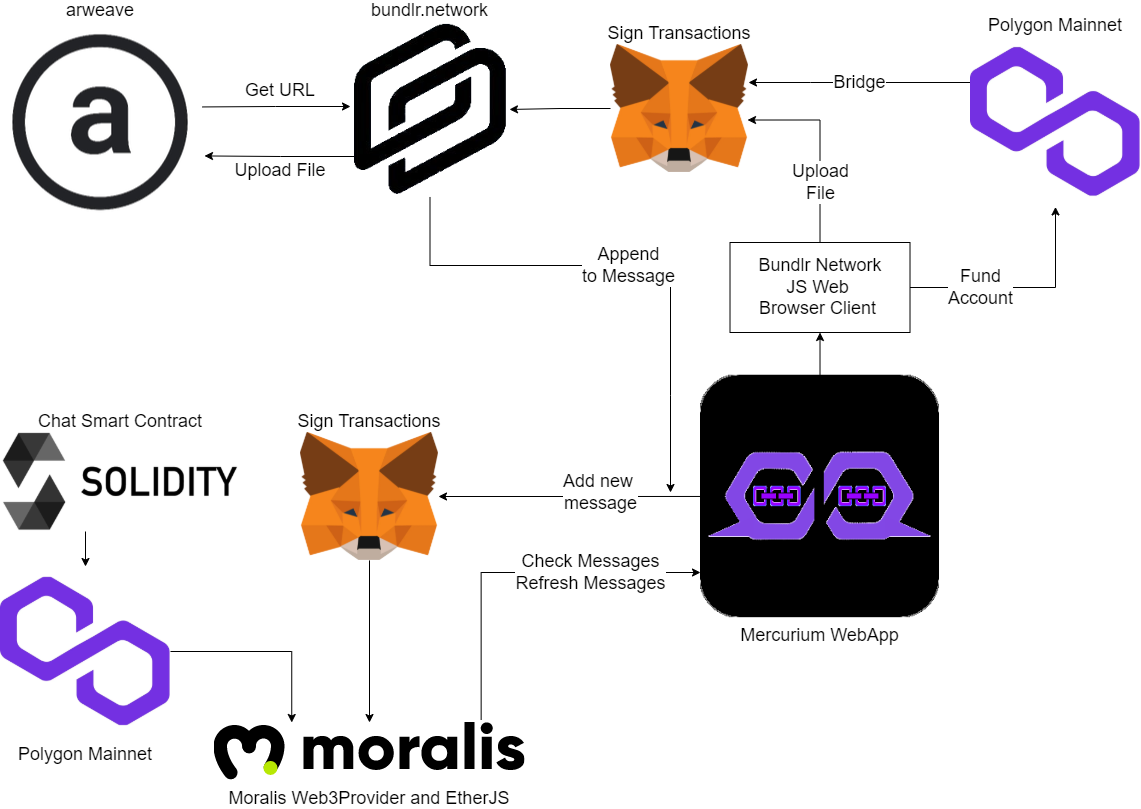 arweave
bundlr.network
Sign Transactions
Polygon Mainnet
a
Get URL
Upload File
Bridge
Upload
File
Append
to Message
Bundlr Network
JS Web
Browser Client
Fund
Account
Chat Smart Contract
SOLIDITY
Sign Transactions
Add new
message
Check Messages
Refresh Messages
Mercurium WebApp
Polygon Mainnet
moralis
Moralis Web3Provider and EtherJS